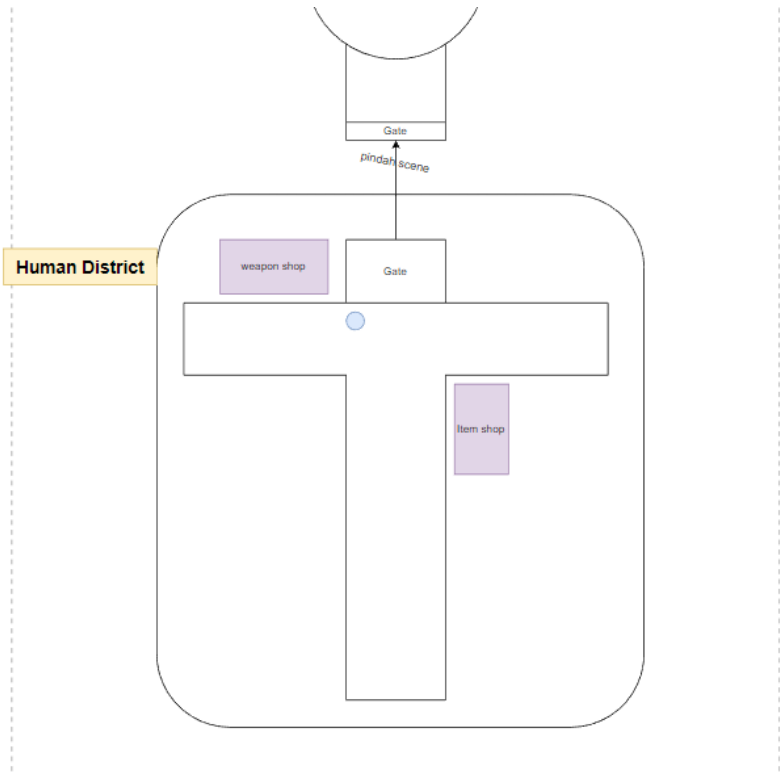 Gate
pindah scene
Human District
weapon shop
Gate
Item shop